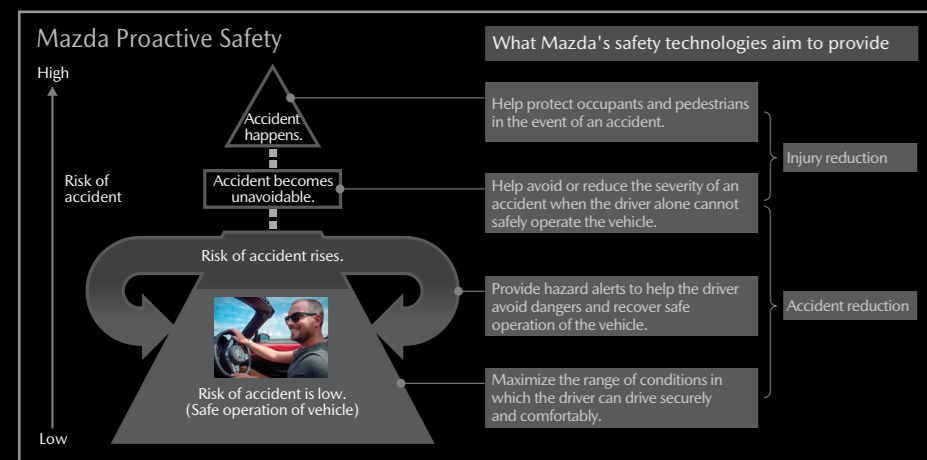 Mazda Proactive Safety
What Mazda's safety technologies aim to provide
High
Risk of
accident
Low
Accident
happens.
Accident becomes
unavoidable.
Risk of accident rises.
Risk of accident is low.
(Safe operation of vehicle)
Help protect occupants and pedestrians
in the event of an accident.
Help avoid or reduce the severity of an
accident when the driver alone cannot
safely operate the vehicle.
Provide hazard alerts to help the driver
avoid dangers and recover safe
operation of the vehicle.
Maximize the range of conditions in
which the driver can drive securely
and comfortably.
Injury reduction
Accident reduction